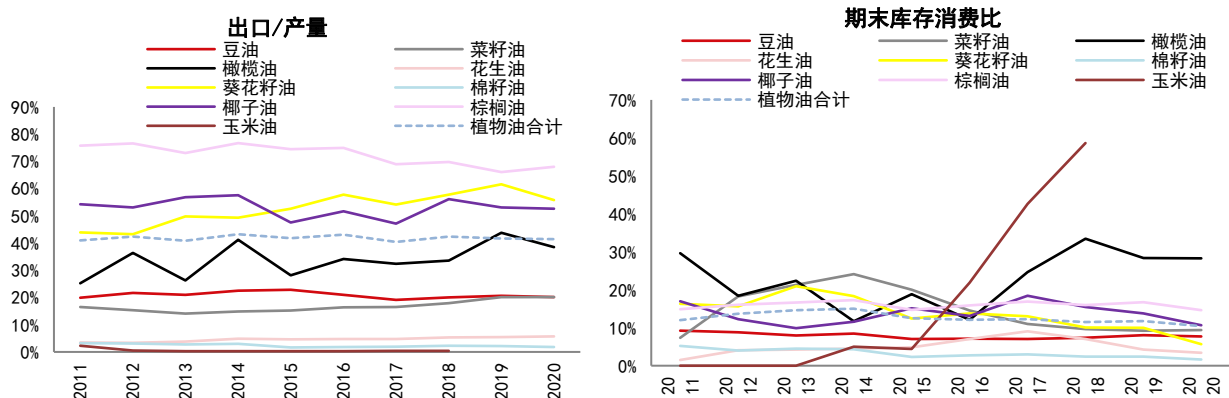 出口/产量
豆油
菜籽油
橄榄油
花生油
葵花籽油
棉籽油
椰子油
棕榈油
玉米油
植物油合计
90%
80%
70%
60%
50%
40%
30%
20%
10%
0%
2011
2012
2013
2014
2015
2016
2017
2018
2019
2020
期末库存消费比
豆油
菜籽油
橄榄油
花生油
葵花籽油
棉籽油
椰子油
棕榈油
玉米油
植物油合计
70%
60%
50%
40%
30%
20%
10%
0%
20 11
20 12
20 13
20 14
20 15
20 16
20 17
20 18
20 19
20 20